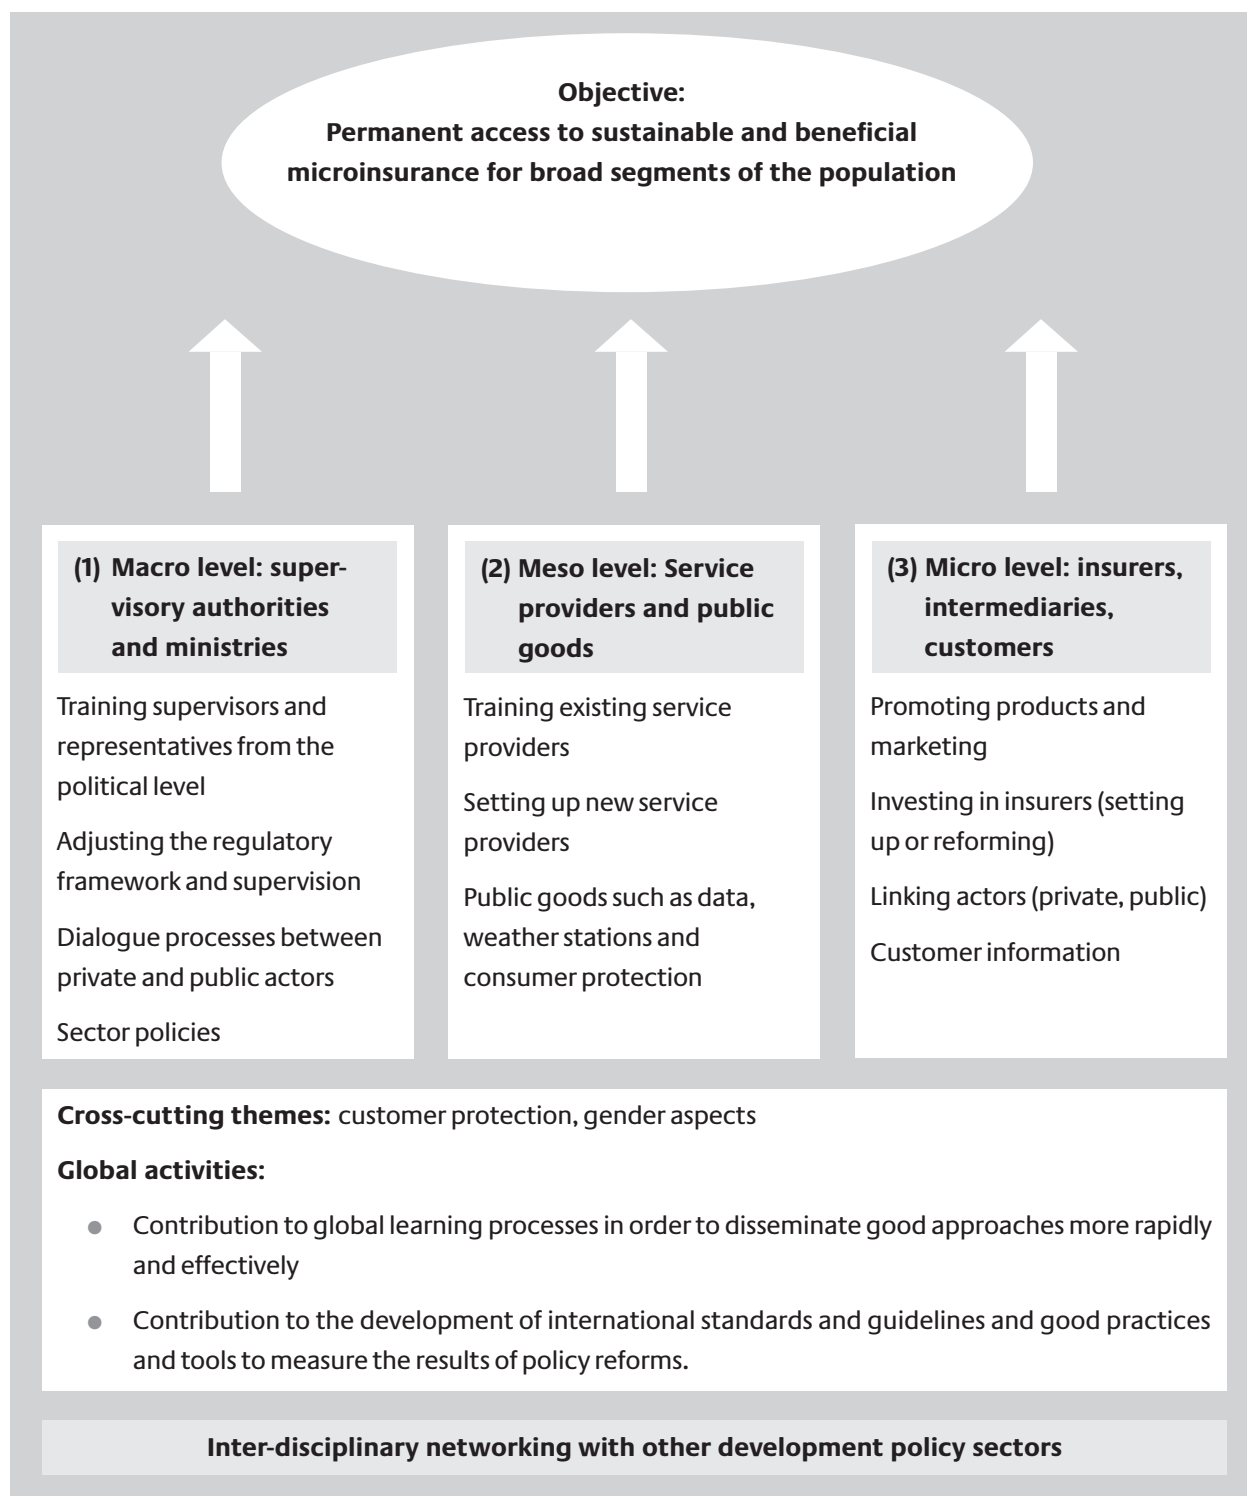 Objective:
Permanent access to sustainable and beneficial
microinsurance for broad segments of the population
(1) Macro level: super-
visory authorities
and ministries
Training supervisors and
representatives from the
political level
Adjusting the regulatory
framework and supervision
Dialogue processes between
private and public actors
Sector policies
(2) Meso level: Service
providers and public
goods
Training existing service
providers
Setting up new service
providers
Public goods such as data,
weather stations and
consumer protection
(3) Micro level: insurers,
intermediaries,
customers
Promoting products and
marketing
Investing in insurers (setting
up or reforming)
Linking actors (private, public)
Customer information
Cross-cutting themes: customer protection, gender aspects
Global activities:
● Contribution to global learning processes in order to disseminate good approaches more rapidly
and effectively
● Contribution to the development of international standards and guidelines and good practices
and tools to measure the results of policy reforms.
Inter-disciplinary networking with other development policy sectors